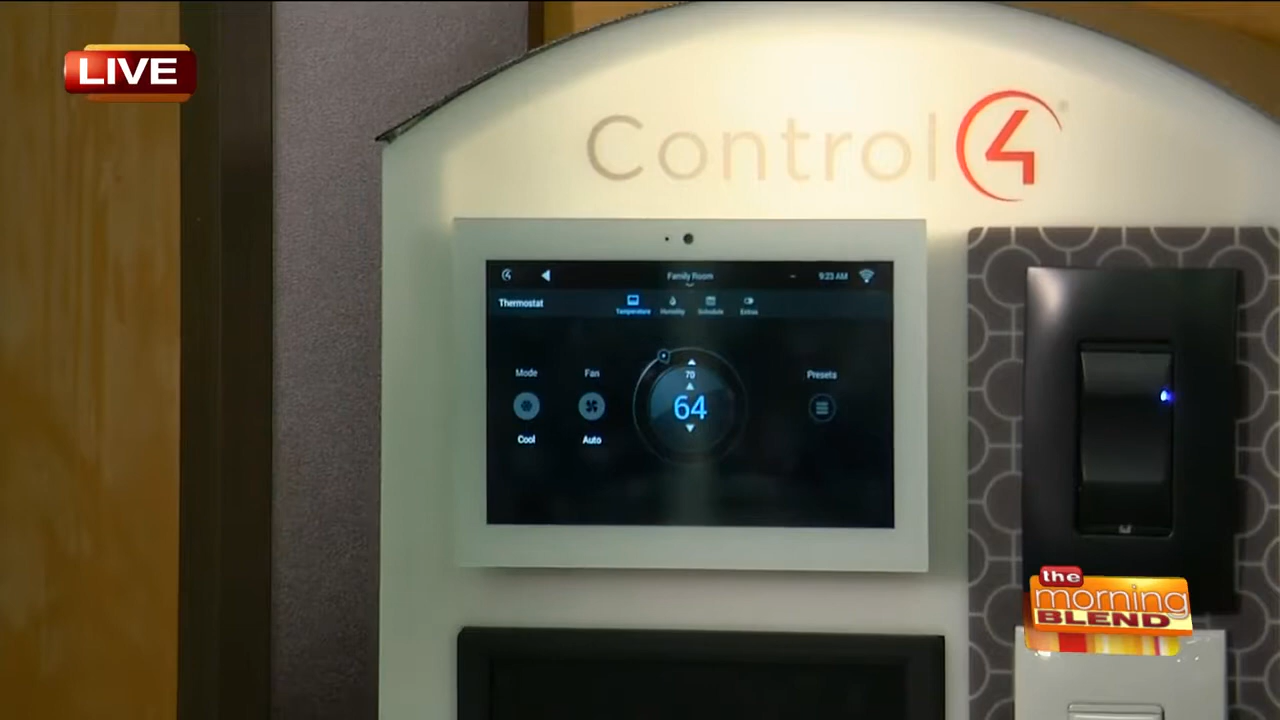 LIVE
Control4®
Family Room
9:23 AM
Thermostat
Temperature Humidity Schedule Extras
Mode
Fan
70
64
Presets
Cool
Auto
the
morning
BLEND